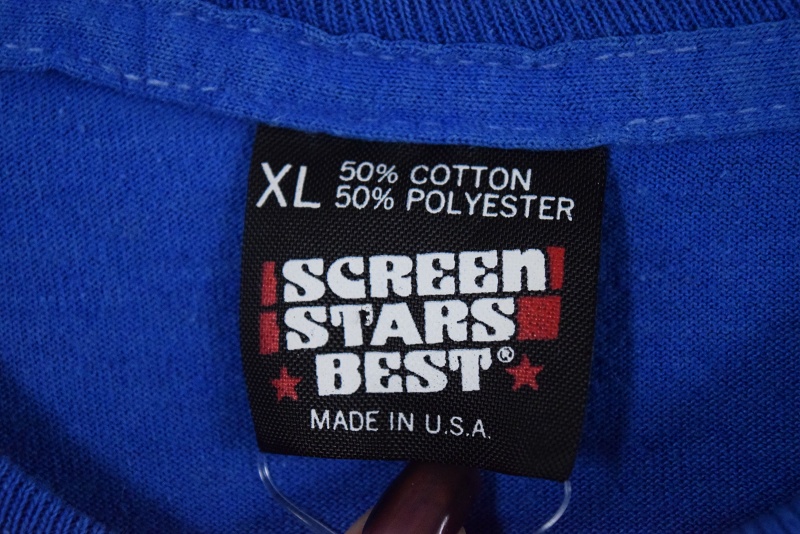 XL 50% COTTON
50% POLYESTER
SCREEN
STARS
BEST®
MADE IN U.S.A.